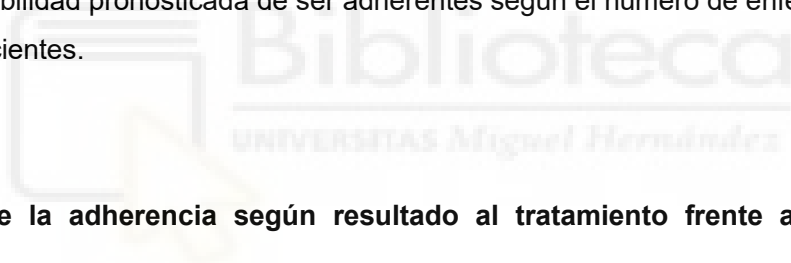 bilidad pronosticada de ser adherentes según el número de enfe
cientes.
Biblioteca
UNIVERSITAS Miguel Hernández
e la adherencia según resultado al tratamiento frente a